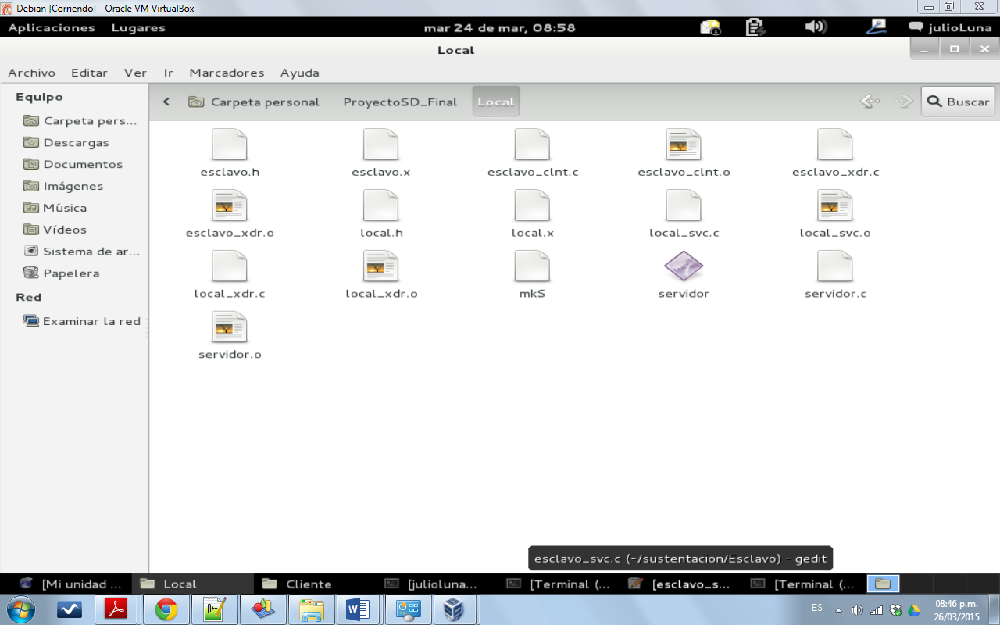 Debian [Corriendo] - Oracle VM VirtualBox
Aplicaciones Lugares mar 24 de mar, 08:58 julioLuna
Local
Archivo Editar Ver Ir Marcadores Ayuda
Equipo
Carpeta pers...
Descargas
Documentos
Imágenes
Música
Vídeos
Sistema de ar...
Papelera
Red
Examinar la red
Carpeta personal ProyectoSD_Final Local Buscar
esclavo.h esclavo.x esclavo_clnt.c esclavo_clnt.o esclavo_xdr.c
esclavo_xdr.o local.h local.x local_svc.c local_svc.o
local_xdr.c local_xdr.o mkS servidor servidor.c
servidor.o
esclavo_svc.c (~/sustentacion/Esclavo) - gedit
[Mi unidad ... Local Cliente [julioluna... [Terminal (... [esclavo_s... [Terminal (...
ES 08:46 p.m.
26/03/2015